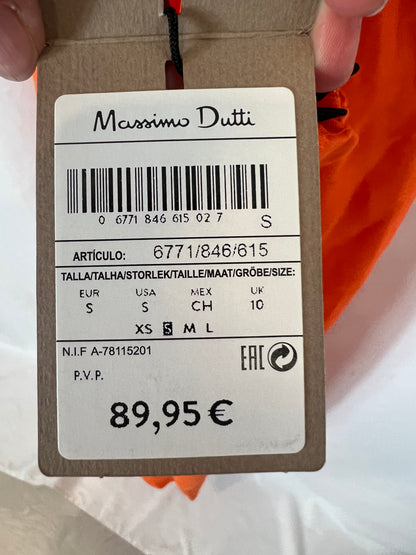 Massimo Dutti
0 6771 846 615 02 7 S
ARTÍCULO: 6771/846/615
TALLA/TALHA/STORLEK/TAILLE/MAAT/GRÖBE/SIZE:
EUR USA MEX UK
S S CH 10
XS S M L
N.I.F A-78115201 EAC
P.V.P.
89,95 €